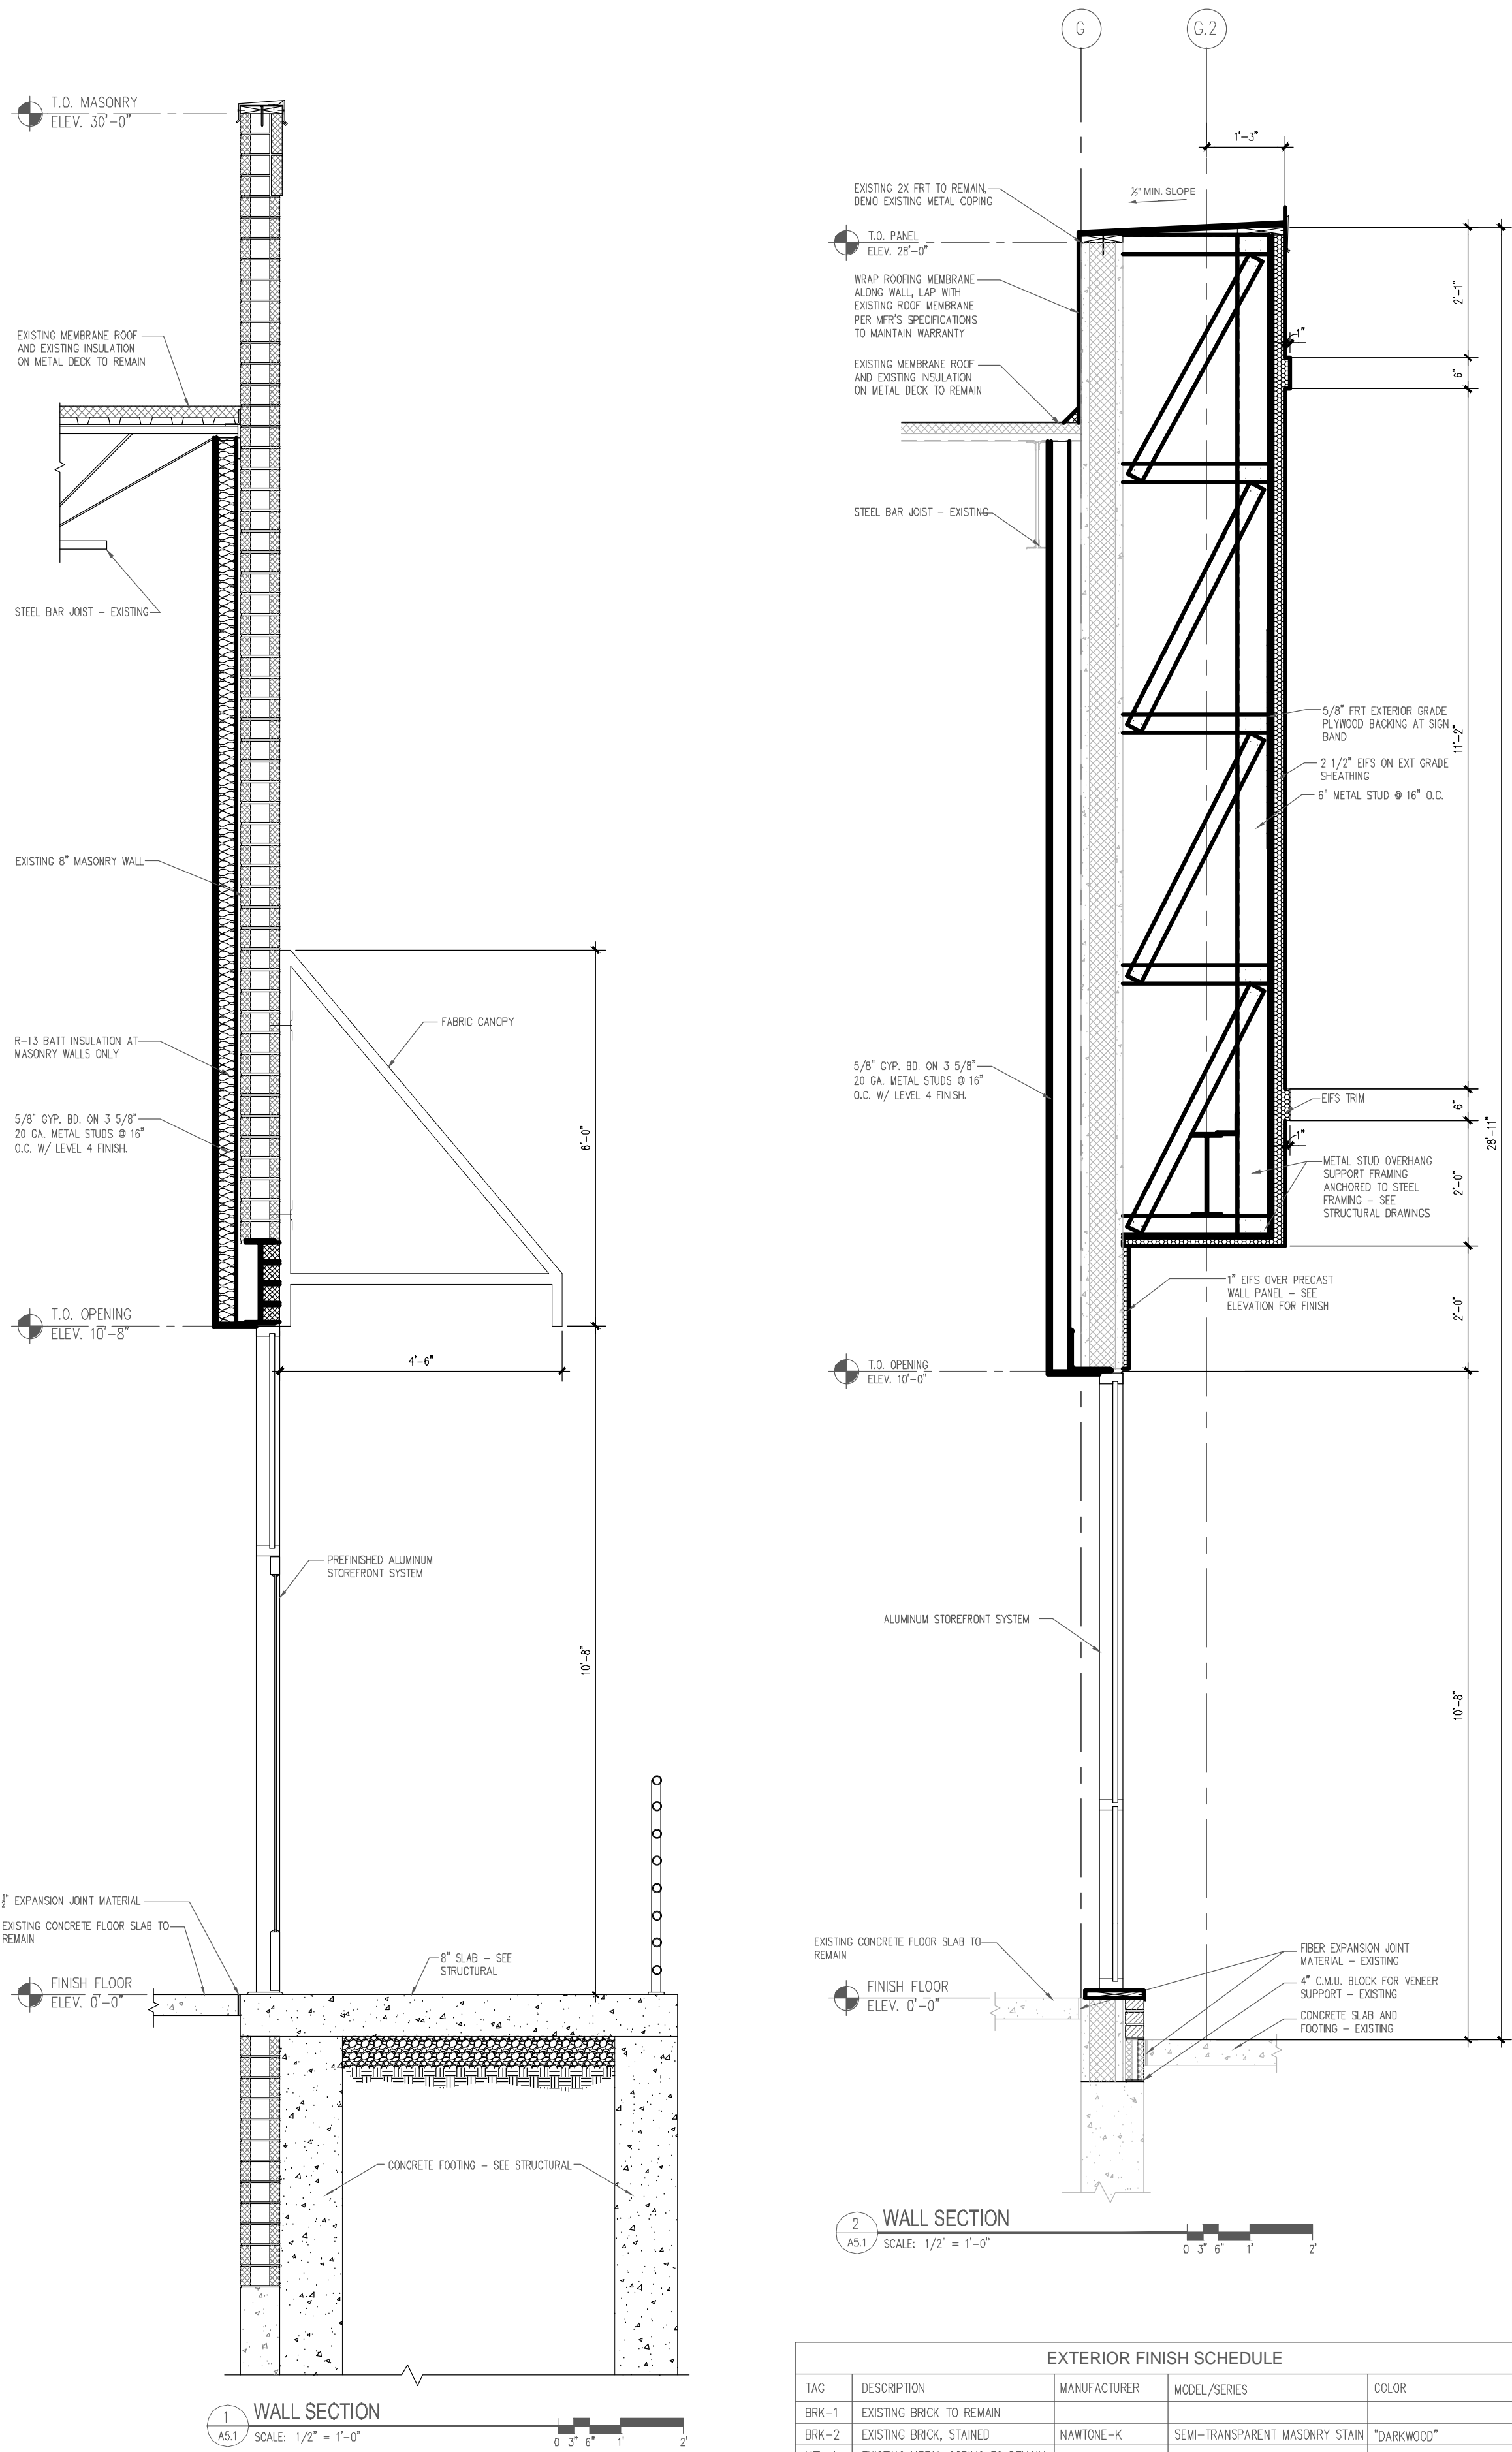 G
G.2
T.O. MASONRY
ELEV. 30'-0"
EXISTING MEMBRANE ROOF
AND EXISTING INSULATION
ON METAL DECK TO REMAIN
STEEL BAR JOIST - EXISTING
EXISTING 8" MASONRY WALL
R-13 BATT INSULATION AT
MASONRY WALLS ONLY
5/8" GYP. BD. ON 3 5/8"
20 GA. METAL STUDS @ 16"
O.C. W/ LEVEL 4 FINISH.
FABRIC CANOPY
6'-0"
T.O. OPENING
ELEV. 10'-8"
4'-6"
PREFINISHED ALUMINUM
STOREFRONT SYSTEM
10'-8"
½" EXPANSION JOINT MATERIAL
EXISTING CONCRETE FLOOR SLAB TO
REMAIN
FINISH FLOOR
ELEV. 0'-0"
8" SLAB - SEE
STRUCTURAL
CONCRETE FOOTING - SEE STRUCTURAL
1
A5.1
WALL SECTION
SCALE: 1/2" = 1'-0"
0 3" 6" 1' 2'
1'-3"
½" MIN. SLOPE
EXISTING 2X FRT TO REMAIN,
DEMO EXISTING METAL COPING
T.O. PANEL
ELEV. 28'-0"
WRAP ROOFING MEMBRANE
ALONG WALL, LAP WITH
EXISTING ROOF MEMBRANE
PER MFR'S SPECIFICATIONS
TO MAINTAIN WARRANTY
EXISTING MEMBRANE ROOF
AND EXISTING INSULATION
ON METAL DECK TO REMAIN
STEEL BAR JOIST - EXISTING
2'-1"
1"
6"
5/8" FRT EXTERIOR GRADE
PLYWOOD BACKING AT SIGN
BAND
11'-2"
2 1/2" EIFS ON EXT GRADE
SHEATHING
6" METAL STUD @ 16" O.C.
5/8" GYP. BD. ON 3 5/8"
20 GA. METAL STUDS @ 16"
O.C. W/ LEVEL 4 FINISH.
EIFS TRIM
6"
1"
28'-11"
METAL STUD OVERHANG
SUPPORT FRAMING
ANCHORED TO STEEL
FRAMING - SEE
STRUCTURAL DRAWINGS
2'-0"
1" EIFS OVER PRECAST
WALL PANEL - SEE
ELEVATION FOR FINISH
2'-0"
T.O. OPENING
ELEV. 10'-0"
ALUMINUM STOREFRONT SYSTEM
10'-8"
EXISTING CONCRETE FLOOR SLAB TO
REMAIN
FINISH FLOOR
ELEV. 0'-0"
FIBER EXPANSION JOINT
MATERIAL - EXISTING
4" C.M.U. BLOCK FOR VENEER
SUPPORT - EXISTING
CONCRETE SLAB AND
FOOTING - EXISTING
2
A5.1
WALL SECTION
SCALE: 1/2" = 1'-0"
0 3" 6" 1' 2'
EXTERIOR FINISH SCHEDULE
TAG DESCRIPTION MANUFACTURER MODEL/SERIES COLOR
BRK-1 EXISTING BRICK TO REMAIN
BRK-2 EXISTING BRICK, STAINED NAWTONE-K SEMI-TRANSPARENT MASONRY STAIN "DARKWOOD"